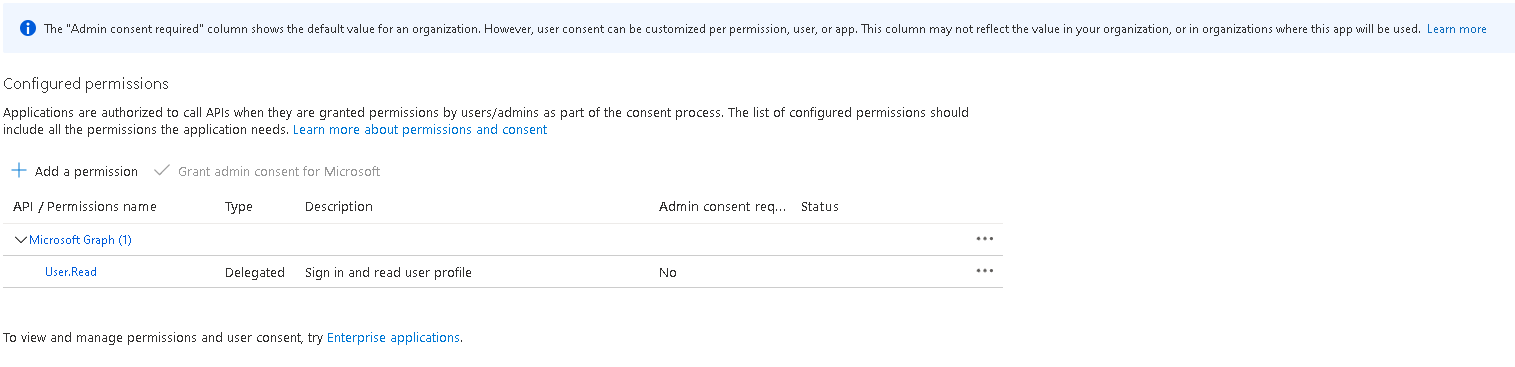 The "Admin consent required" column shows the default value for an organization. However, user consent can be customized per permission, user, or app. This column may not reflect the value in your organization, or in organizations where this app will be used. Learn more
Configured permissions
Applications are authorized to call APIs when they are granted permissions by users/admins as part of the consent process. The list of configured permissions should
include all the permissions the application needs. Learn more about permissions and consent
Add a permission Grant admin consent for Microsoft
API / Permissions name Type Description Admin consent req... Status
Microsoft Graph (1)
User.Read Delegated Sign in and read user profile No
To view and manage permissions and user consent, try Enterprise applications.